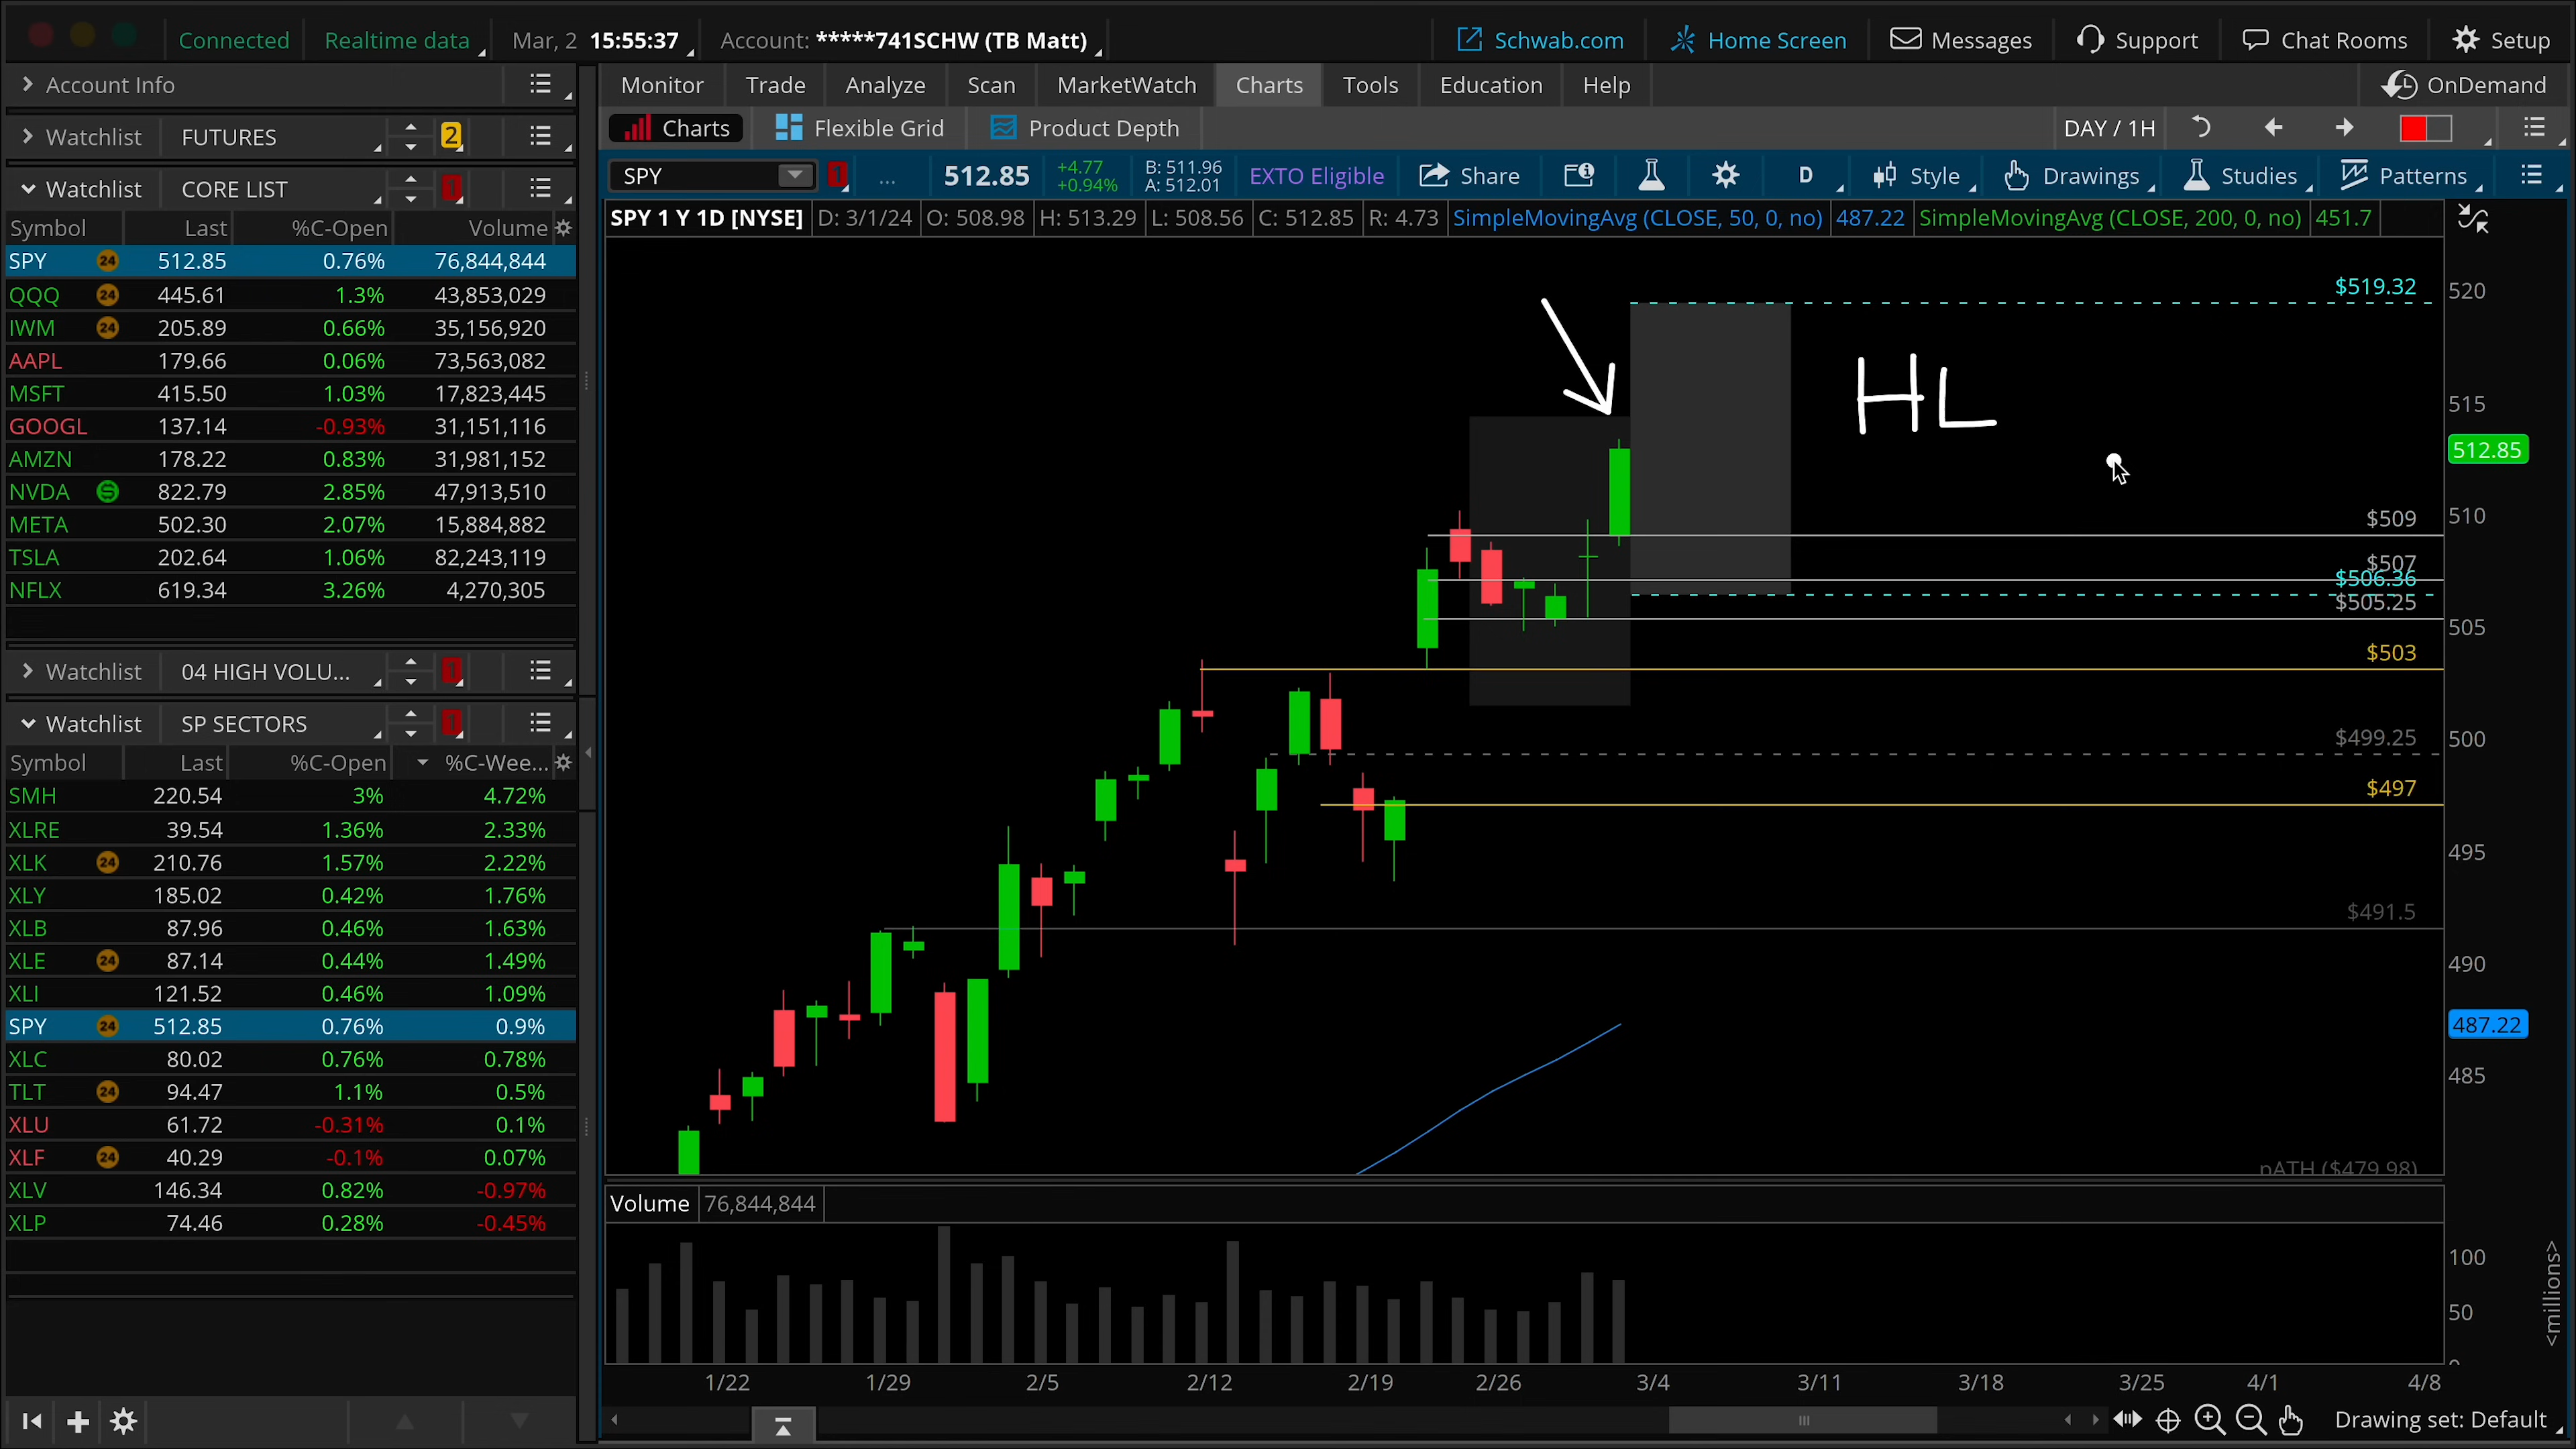 Connected Realtime data Mar, 2 15:55:37 Account: *****741SCHW (TB Matt) Schwab.com Home Screen Messages Support Chat Rooms Setup
Account Info
Monitor Trade Analyze Scan MarketWatch Charts Tools Education Help OnDemand
Watchlist FUTURES 2
Charts Flexible Grid Product Depth DAY / 1H
Watchlist CORE LIST 1
SPY 1 ... 512.85 +4.77 +0.94% B: 511.96 A: 512.01 EXTO Eligible Share D Style Drawings Studies Patterns
Symbol Last %C-Open Volume
SPY 24 512.85 0.76% 76,844,844
QQQ 24 445.61 1.3% 43,853,029
IWM 24 205.89 0.66% 35,156,920
AAPL 179.66 0.06% 73,563,082
MSFT 415.50 1.03% 17,823,445
GOOGL 137.14 -0.93% 31,151,116
AMZN 178.22 0.83% 31,981,152
NVDA 822.79 2.85% 47,913,510
META 502.30 2.07% 15,884,882
TSLA 202.64 1.06% 82,243,119
NFLX 619.34 3.26% 4,270,305
Watchlist 04 HIGH VOLU... 1
Watchlist SP SECTORS 1
Symbol Last %C-Open %C-Wee...
SMH 220.54 3% 4.72%
XLRE 39.54 1.36% 2.33%
XLK 24 210.76 1.57% 2.22%
XLY 185.02 0.42% 1.76%
XLB 87.96 0.46% 1.63%
XLE 24 87.14 0.44% 1.49%
XLI 121.52 0.46% 1.09%
SPY 24 512.85 0.76% 0.9%
XLC 80.02 0.76% 0.78%
TLT 24 94.47 1.1% 0.5%
XLU 61.72 -0.31% 0.1%
XLF 24 40.29 -0.1% 0.07%
XLV 146.34 0.82% -0.97%
XLP 74.46 0.28% -0.45%
SPY 1 Y 1D [NYSE] D: 3/1/24 O: 508.98 H: 513.29 L: 508.56 C: 512.85 R: 4.73 SimpleMovingAvg (CLOSE, 50, 0, no) 487.22 SimpleMovingAvg (CLOSE, 200, 0, no) 451.7
$519.32
520
HL
515
512.85
$509
510
$507
$506.36
$505.25
505
$503
$499.25
500
$497
495
$491.5
490
487.22
485
pATH ($479.98)
Volume 76,844,844
100
50
0
<millions>
1/22 1/29 2/5 2/12 2/19 2/26 3/4 3/11 3/18 3/25 4/1 4/8
Drawing set: Default